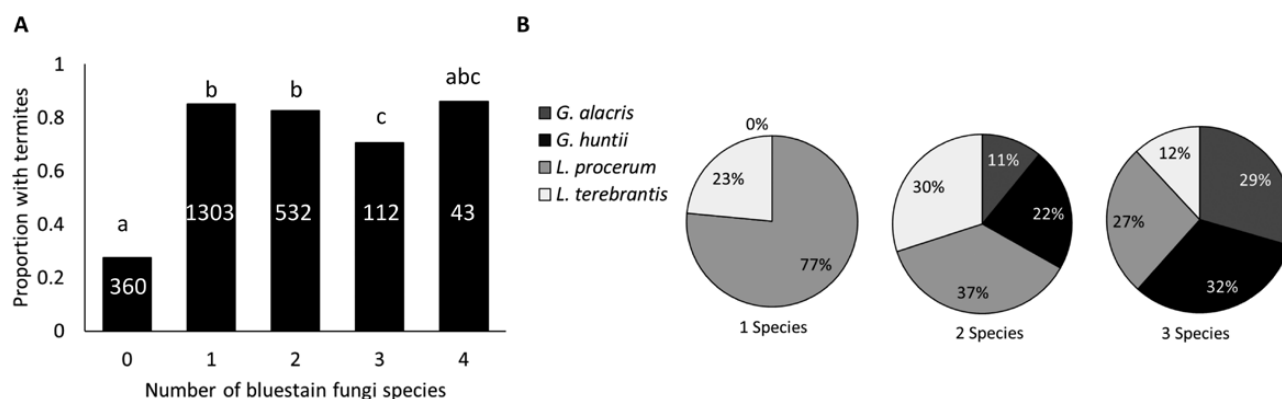 A
Proportion with termites
1
0.8
0.6
0.4
0.2
0
a
b
b
c
abc
360
1303
532
112
43
0 1 2 3 4
Number of bluestain fungi species
B
G. alacris
G. huntii
L. procerum
L. terebrantis
0%
23%
77%
1 Species
11%
30%
22%
37%
2 Species
12%
29%
27%
32%
3 Species